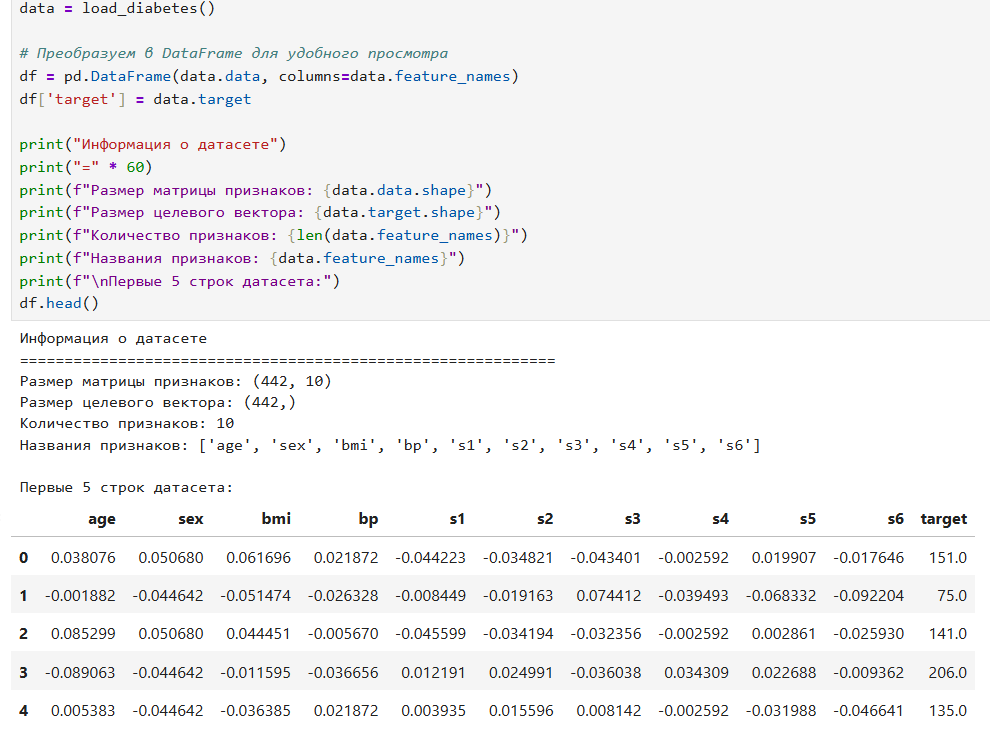 data = load_diabetes()
# Преобразуем в DataFrame для удобного просмотра
df = pd.DataFrame(data.data, columns=data.feature_names)
df['target'] = data.target
print("Информация о датасете")
print("=" * 60)
print(f"Размер матрицы признаков: {data.data.shape}")
print(f"Размер целевого вектора: {data.target.shape}")
print(f"Количество признаков: {len(data.feature_names)}")
print(f"Названия признаков: {data.feature_names}")
print(f"\nПервые 5 строк датасета:")
df.head()
Информация о датасете
============================================================
Размер матрицы признаков: (442, 10)
Размер целевого вектора: (442,)
Количество признаков: 10
Названия признаков: ['age', 'sex', 'bmi', 'bp', 's1', 's2', 's3', 's4', 's5', 's6']
Первые 5 строк датасета:
age sex bmi bp s1 s2 s3 s4 s5 s6 target
0 0.038076 0.050680 0.061696 0.021872 -0.044223 -0.034821 -0.043401 -0.002592 0.019907 -0.017646 151.0
1 -0.001882 -0.044642 -0.051474 -0.026328 -0.008449 -0.019163 0.074412 -0.039493 -0.068332 -0.092204 75.0
2 0.085299 0.050680 0.044451 -0.005670 -0.045599 -0.034194 -0.032356 -0.002592 0.002861 -0.025930 141.0
3 -0.089063 -0.044642 -0.011595 -0.036656 0.012191 0.024991 -0.036038 0.034309 0.022688 -0.009362 206.0
4 0.005383 -0.044642 -0.036385 0.021872 0.003935 0.015596 0.008142 -0.002592 -0.031988 -0.046641 135.0